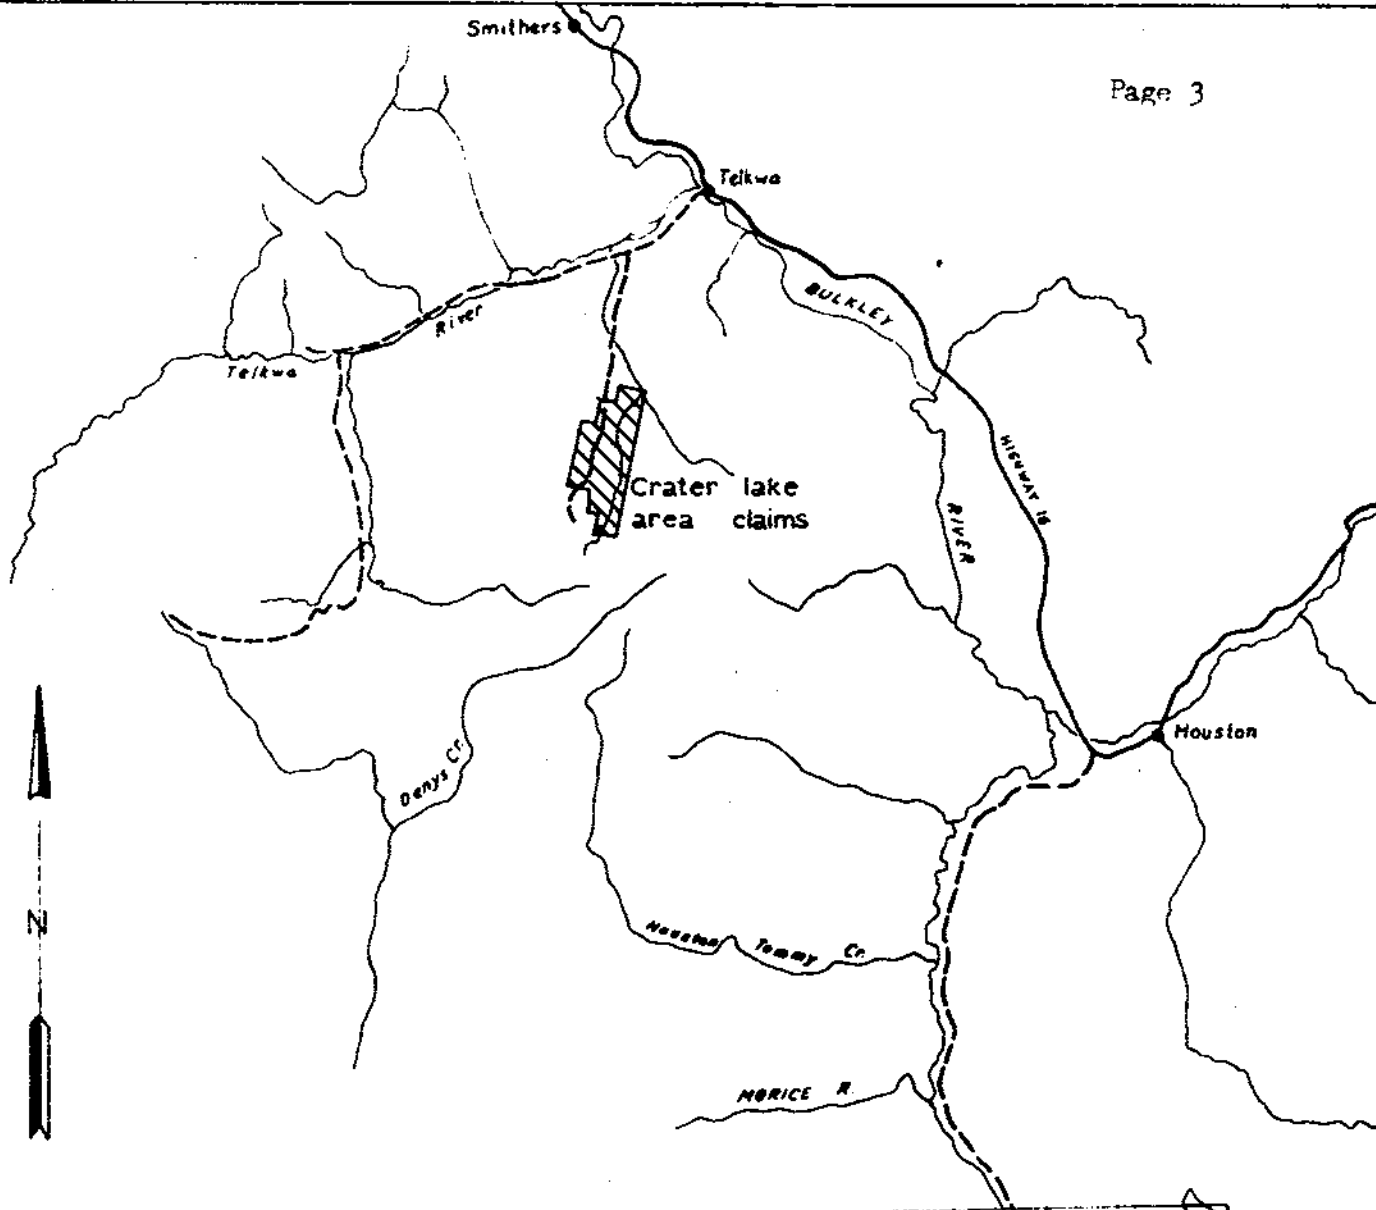 Smithers
Page 3
Telkwa
BULKLEY
River
Telkwa
HIGHWAY 16
Crater lake
area claims
RIVER
Houston
Denys Cr.
N
Houston Tommy Cr.
MORICE R.